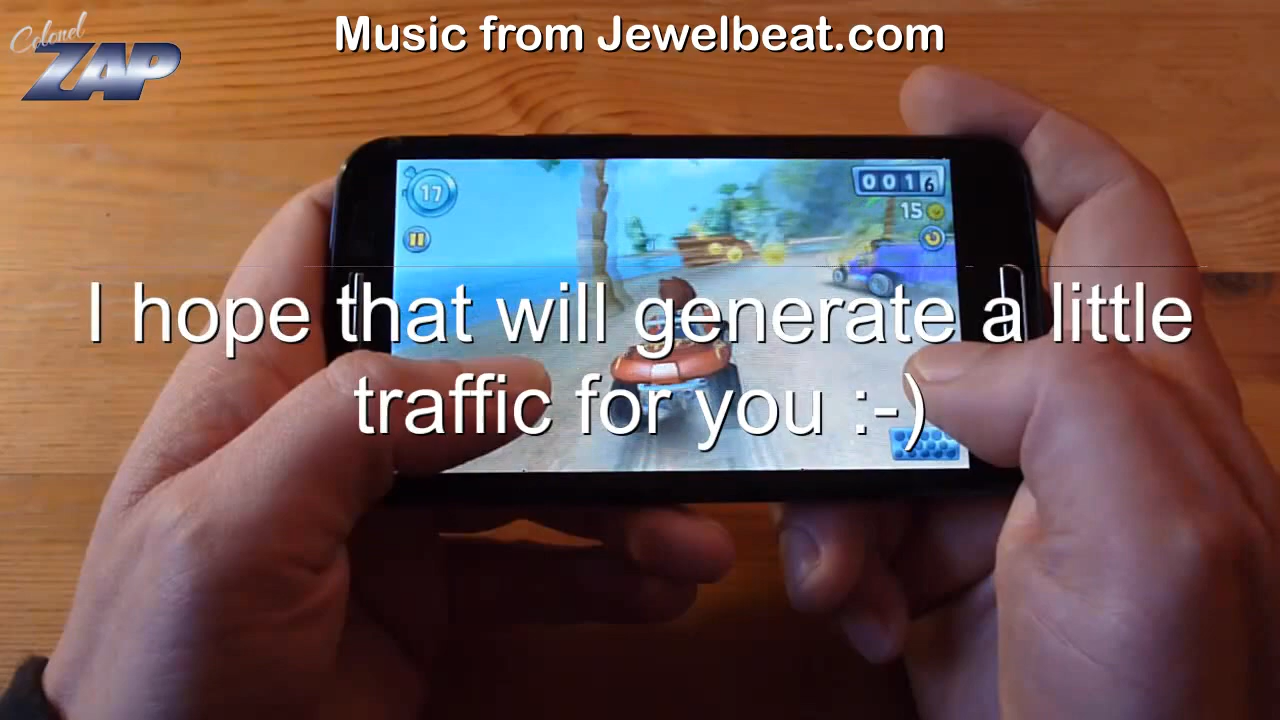 Colonel
ZAP
Music from Jewelbeat.com
17
0016
15
I hope that will generate a little
traffic for you :-)